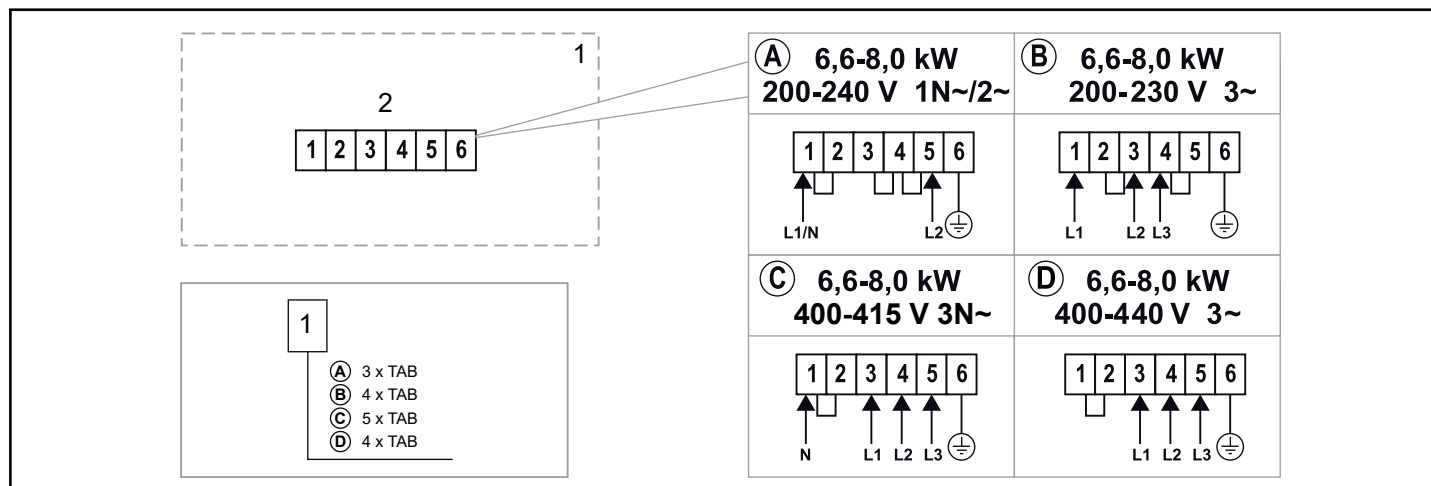 1
2
1 2 3 4 5 6
1
A 3 x TAB
B 4 x TAB
C 5 x TAB
D 4 x TAB
A 6,6-8,0 kW
200-240 V 1N~/2~
1 2 3 4 5 6
L1/N L2
B 6,6-8,0 kW
200-230 V 3~
1 2 3 4 5 6
L1 L2 L3
C 6,6-8,0 kW
400-415 V 3N~
1 2 3 4 5 6
N L1 L2 L3
D 6,6-8,0 kW
400-440 V 3~
1 2 3 4 5 6
L1 L2 L3